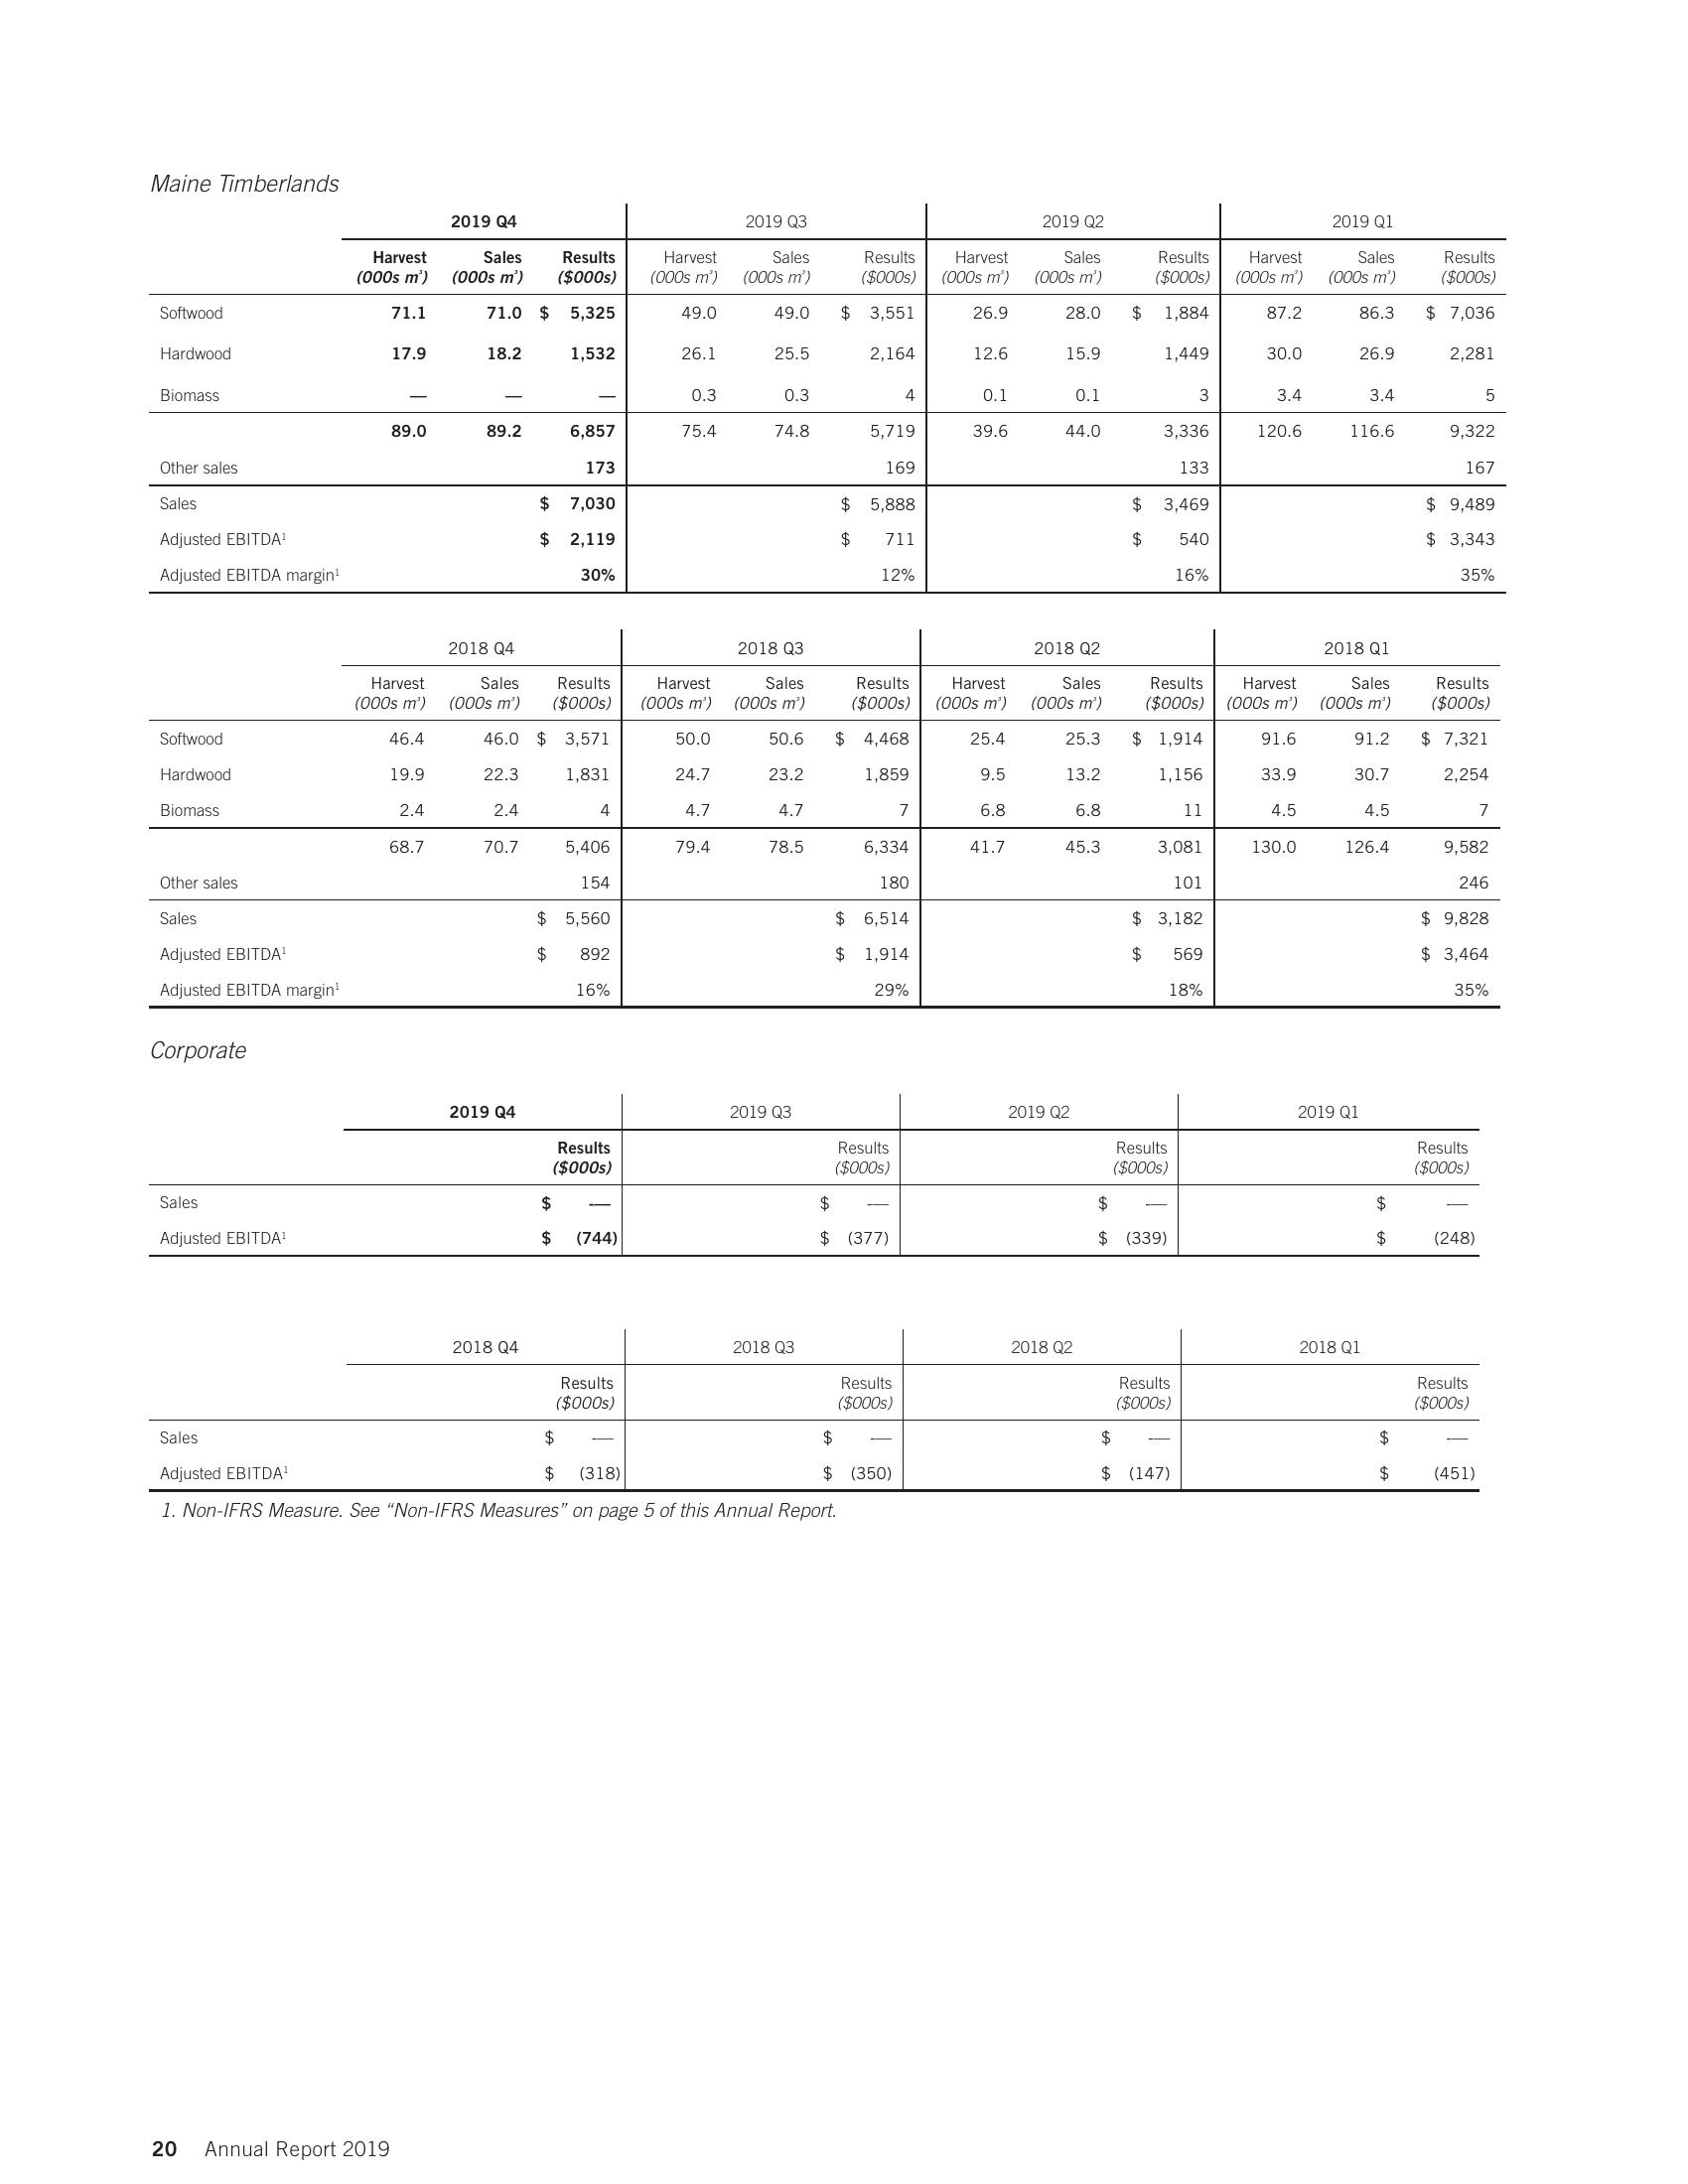 Maine Timberlands
2019 Q4 2019 Q3 2019 Q2 2019 Q1
Harvest Sales Results Harvest Sales Results Harvest Sales Results Harvest Sales Results
(000s m³) (000s m³) ($000s) (000s m³) (000s m³) ($000s) (000s m³) (000s m³) ($000s) (000s m³) (000s m³) ($000s)
Softwood 71.1 71.0 $ 5,325 49.0 49.0 $ 3,551 26.9 28.0 $ 1,884 87.2 86.3 $ 7,036
Hardwood 17.9 18.2 1,532 26.1 25.5 2,164 12.6 15.9 1,449 30.0 26.9 2,281
Biomass — — — 0.3 0.3 4 0.1 0.1 3 3.4 3.4 5
89.0 89.2 6,857 75.4 74.8 5,719 39.6 44.0 3,336 120.6 116.6 9,322
Other sales 173 169 133 167
Sales $ 7,030 $ 5,888 $ 3,469 $ 9,489
Adjusted EBITDA¹ $ 2,119 $ 711 $ 540 $ 3,343
Adjusted EBITDA margin¹ 30% 12% 16% 35%
2018 Q4 2018 Q3 2018 Q2 2018 Q1
Harvest Sales Results Harvest Sales Results Harvest Sales Results Harvest Sales Results
(000s m³) (000s m³) ($000s) (000s m³) (000s m³) ($000s) (000s m³) (000s m³) ($000s) (000s m³) (000s m³) ($000s)
Softwood 46.4 46.0 $ 3,571 50.0 50.6 $ 4,468 25.4 25.3 $ 1,914 91.6 91.2 $ 7,321
Hardwood 19.9 22.3 1,831 24.7 23.2 1,859 9.5 13.2 1,156 33.9 30.7 2,254
Biomass 2.4 2.4 4 4.7 4.7 7 6.8 6.8 11 4.5 4.5 7
68.7 70.7 5,406 79.4 78.5 6,334 41.7 45.3 3,081 130.0 126.4 9,582
Other sales 154 180 101 246
Sales $ 5,560 $ 6,514 $ 3,182 $ 9,828
Adjusted EBITDA¹ $ 892 $ 1,914 $ 569 $ 3,464
Adjusted EBITDA margin¹ 16% 29% 18% 35%
Corporate
2019 Q4 2019 Q3 2019 Q2 2019 Q1
Results Results Results Results
($000s) ($000s) ($000s) ($000s)
Sales $ — $ — $ — $ —
Adjusted EBITDA¹ $ (744) $ (377) $ (339) $ (248)
2018 Q4 2018 Q3 2018 Q2 2018 Q1
Results Results Results Results
($000s) ($000s) ($000s) ($000s)
Sales $ — $ — $ — $ —
Adjusted EBITDA¹ $ (318) $ (350) $ (147) $ (451)
1. Non-IFRS Measure. See “Non-IFRS Measures” on page 5 of this Annual Report.
20 Annual Report 2019